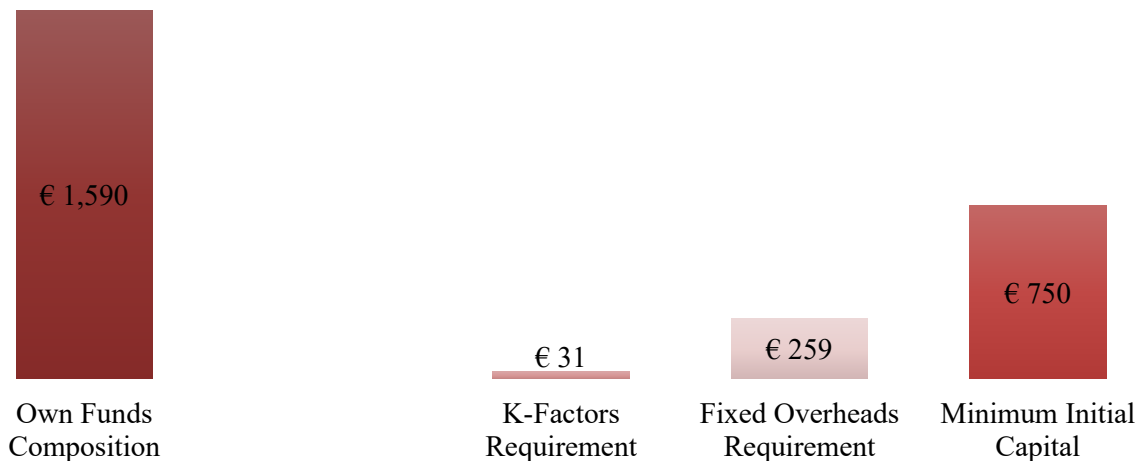 € 1,590
€ 31
€ 259
€ 750
Own Funds
Composition
K-Factors
Requirement
Fixed Overheads
Requirement
Minimum Initial
Capital